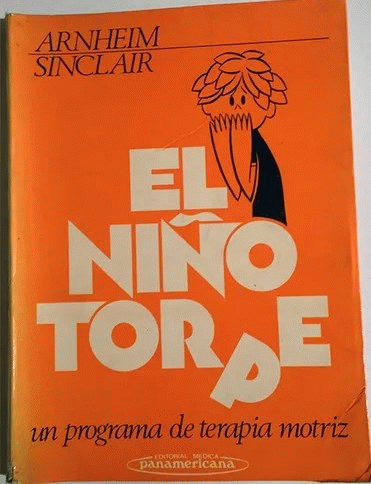 ARNHEIM
SINCLAIR
EL
NIÑO
TORPE
un programa de terapia motriz
EDITORIAL MEDICA
panamericana